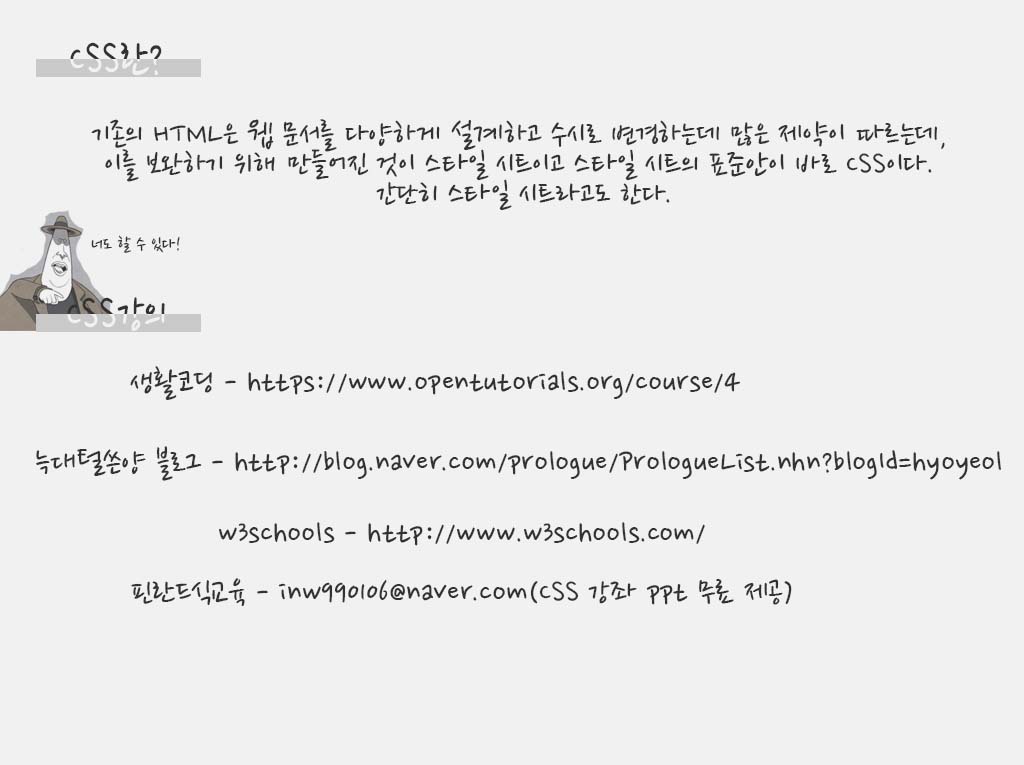 CSS란?
기존의 HTML은 웹 문서를 다양하게 설계하고 수시로 변경하는데 많은 제약이 따르는데,
이를 보완하기 위해 만들어진 것이 스타일 시트이고 스타일 시트의 표준안이 바로 CSS이다.
간단히 스타일 시트라고도 한다.
너도 할 수 있다!
CSS강의
생활코딩 - https://www.opentutorials.org/course/4
늑대털쓴양 블로그 - http://blog.naver.com/prologue/PrologueList.nhn?blogId=hyoyeol
w3schools - http://www.w3schools.com/
핀란드식교육 - inw990106@naver.com(CSS 강좌 ppt 무료 제공)